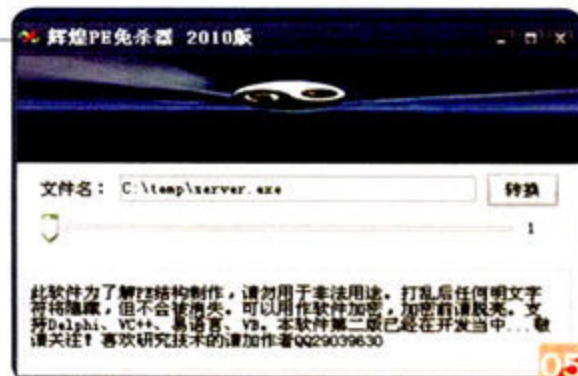 辉煌PE免杀器 2010版
文件名： C:\temp\server.exe 转换
1
此软件为了解PE结构制作，请勿用于非法用途。打乱后任何明文字
符将隐藏，但不会被消失。可以用作软件加密，加密前请脱壳。支
持Delphi、VC++、易语言、VB。本软件第二版已经在开发当中...敬
请关注！喜欢研究技术的请加作者QQ29039630
05